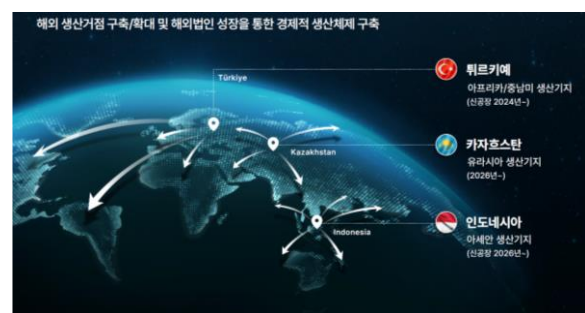 해외 생산거점 구축/확대 및 해외법인 성장을 통한 경제적 생산체제 구축
Türkiye
튀르키예
아프리카/중남미 생산기지
(신공장 2024년~)
Kazakhstan
카자흐스탄
유라시아 생산기지
(2026년~)
Indonesia
인도네시아
아세안 생산기지
(신공장 2026년~)